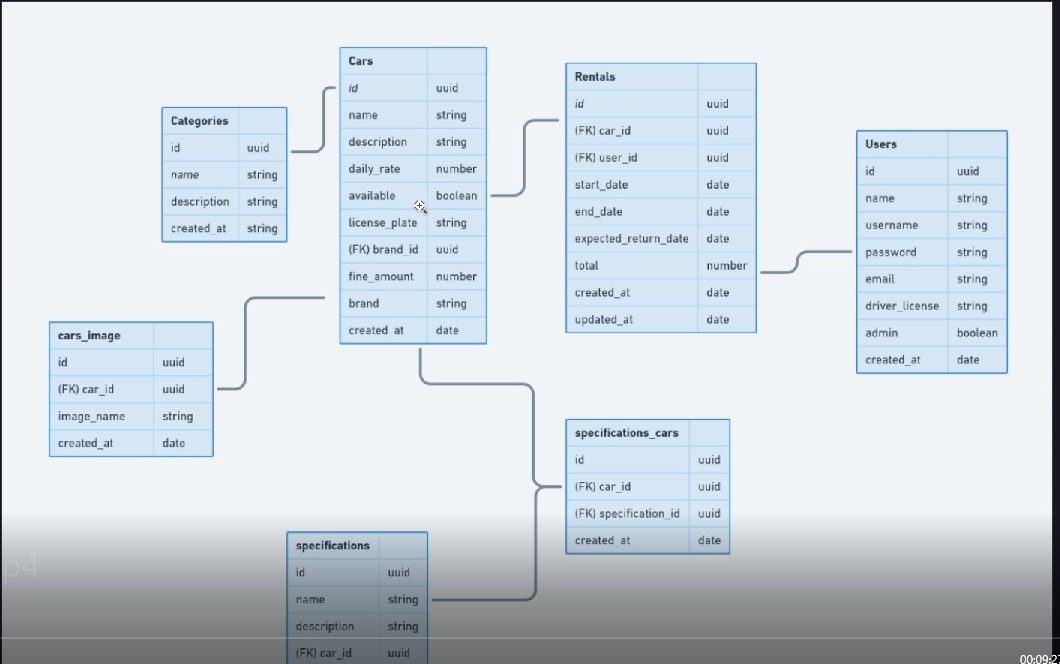 Cars
id uuid
name string
description string
daily_rate number
available boolean
license_plate string
(FK) brand_id uuid
fine_amount number
brand string
created_at date
Rentals
id uuid
(FK) car_id uuid
(FK) user_id uuid
start_date date
end_date date
expected_return_date date
total number
created_at date
updated_at date
Categories
id uuid
name string
description string
created_at string
Users
id uuid
name string
username string
password string
email string
driver_license string
admin boolean
created_at date
cars_image
id uuid
(FK) car_id uuid
image_name string
created_at date
specifications_cars
id uuid
(FK) car_id uuid
(FK) specification_id uuid
created_at date
specifications
id uuid
name string
description string
(FK) car_id uuid
p4